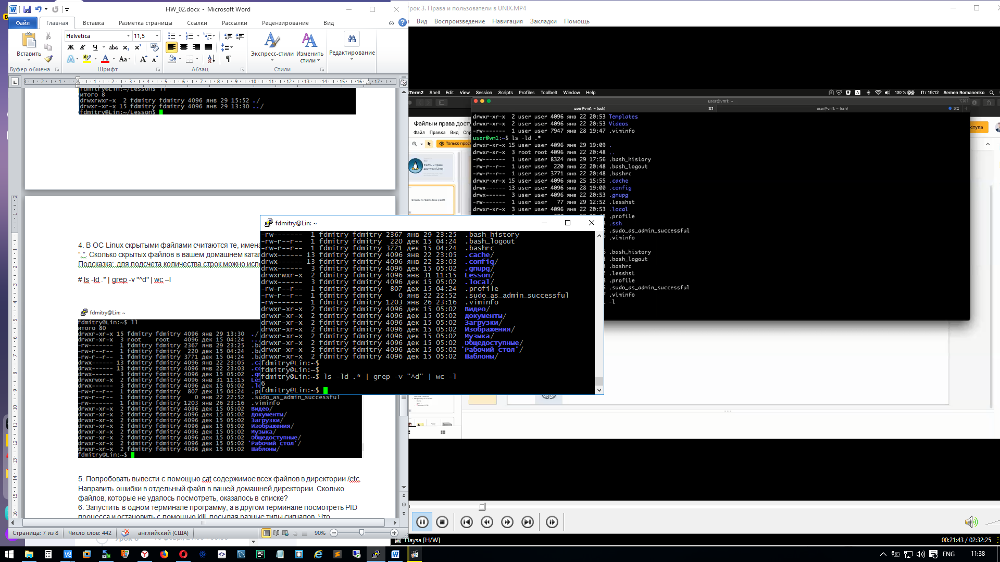 HW_02.docx - Microsoft Word
Файл Главная Вставка Разметка страницы Ссылки Рассылки Рецензирование Вид
Helvetica 11,5
Вставить
Экспресс-стили
Изменить стили
Редактирование
Буфер обмена Шрифт Абзац Стили
fdmitry@Lin:~/Lesson$ ll
итого 8
drwxrwxr-x 2 fdmitry fdmitry 4096 янв 29 15:52 ./
drwxr-xr-x 15 fdmitry fdmitry 4096 янв 29 13:30 ../
fdmitry@Lin:~/Lesson$
4. В ОС Linux скрытыми файлами считаются те, имена
“.”. Сколько скрытых файлов в вашем домашнем катал
Подсказка: для подсчета количества строк можно испо
# ls -ld .* | grep -v "^d" | wc –l
fdmitry@Lin: ~
fdmitry@Lin:~$ ll
итого 80
drwxr-xr-x 15 fdmitry fdmitry 4096 янв 29 13:30 ./
drwxr-xr-x 3 root root 4096 дек 15 04:24 ../
-rw------- 1 fdmitry fdmitry 2367 янв 29 23:25
-rw-r--r-- 1 fdmitry fdmitry 220 дек 15 04:24
-rw-r--r-- 1 fdmitry fdmitry 3771 дек 15 04:24
drwx------ 13 fdmitry fdmitry 4096 янв 22 23:05
drwx------ 13 fdmitry fdmitry 4096 янв 22 23:03
drwx------ 3 fdmitry fdmitry 4096 дек 15 05:02
drwxrwxr-x 2 fdmitry fdmitry 4096 янв 31 11:15
drwx------ 3 fdmitry fdmitry 4096 дек 15 05:02
-rw-r--r-- 1 fdmitry fdmitry 807 дек 15 04:24
-rw-r--r-- 1 fdmitry fdmitry 0 янв 22 22:52 .sudo_as_admin_successful
-rw------- 1 fdmitry fdmitry 1203 янв 26 23:16 .viminfo
drwxr-xr-x 2 fdmitry fdmitry 4096 дек 15 05:02 Видео/
drwxr-xr-x 2 fdmitry fdmitry 4096 дек 15 05:02 Документы/
drwxr-xr-x 2 fdmitry fdmitry 4096 дек 15 05:02 Загрузки/
drwxr-xr-x 2 fdmitry fdmitry 4096 дек 15 05:02 Изображения/
drwxr-xr-x 2 fdmitry fdmitry 4096 дек 15 05:02 Музыка/
drwxr-xr-x 2 fdmitry fdmitry 4096 дек 15 05:02 Общедоступные/
drwxr-xr-x 2 fdmitry fdmitry 4096 дек 15 05:02 'Рабочий стол'/
drwxr-xr-x 2 fdmitry fdmitry 4096 дек 15 05:02 Шаблоны/
fdmitry@Lin:~$
5. Попробовать вывести с помощью cat содержимое всех файлов в директории /etc.
Направить ошибки в отдельный файл в вашей домашней директории. Сколько
файлов, которые не удалось посмотреть, оказалось в списке?
6. Запустить в одном терминале программу, а в другом терминале посмотреть PID
процесса и остановить с помощью kill, посылая разные типы сигналов. Что
Страница: 7 из 8 Число слов: 442 английский (США) 90%
fdmitry@Lin: ~
-rw------- 1 fdmitry fdmitry 2367 янв 29 23:25 .bash_history
-rw-r--r-- 1 fdmitry fdmitry 220 дек 15 04:24 .bash_logout
-rw-r--r-- 1 fdmitry fdmitry 3771 дек 15 04:24 .bashrc
drwx------ 13 fdmitry fdmitry 4096 янв 22 23:05 .cache/
drwx------ 13 fdmitry fdmitry 4096 янв 22 23:03 .config/
drwx------ 3 fdmitry fdmitry 4096 дек 15 05:02 .gnupg/
drwxrwxr-x 2 fdmitry fdmitry 4096 янв 31 11:15 Lesson/
drwx------ 3 fdmitry fdmitry 4096 дек 15 05:02 .local/
-rw-r--r-- 1 fdmitry fdmitry 807 дек 15 04:24 .profile
-rw-r--r-- 1 fdmitry fdmitry 0 янв 22 22:52 .sudo_as_admin_successful
-rw------- 1 fdmitry fdmitry 1203 янв 26 23:16 .viminfo
drwxr-xr-x 2 fdmitry fdmitry 4096 дек 15 05:02 Видео/
drwxr-xr-x 2 fdmitry fdmitry 4096 дек 15 05:02 Документы/
drwxr-xr-x 2 fdmitry fdmitry 4096 дек 15 05:02 Загрузки/
drwxr-xr-x 2 fdmitry fdmitry 4096 дек 15 05:02 Изображения/
drwxr-xr-x 2 fdmitry fdmitry 4096 дек 15 05:02 Музыка/
drwxr-xr-x 2 fdmitry fdmitry 4096 дек 15 05:02 Общедоступные/
drwxr-xr-x 2 fdmitry fdmitry 4096 дек 15 05:02 'Рабочий стол'/
drwxr-xr-x 2 fdmitry fdmitry 4096 дек 15 05:02 Шаблоны/
fdmitry@Lin:~$
fdmitry@Lin:~$
fdmitry@Lin:~$ ls -ld .* | grep -v "^d" | wc -l
6
fdmitry@Lin:~$
рок 3. Права и пользователи в UNIX.MP4
Вид Воспроизведение Навигация Закладки Помощь
iTerm2 Shell Edit View Session Scripts Profiles Toolbelt Window Help 100 % Пт 19:12 Semen Romanenko
user@vm1: ~
user@vm1: ~ (ssh) ⌘1 user@vm1: ~ (ssh) ⌘2
Файлы и права досту
Файл Правка Вид
Только прос
ступа
Файлы и права
доступа в Linux
Вопросы по практической работе
drwxr-xr-x 2 user user 4096 янв 22 20:53 Templates
drwxr-xr-x 2 user user 4096 янв 22 20:53 Videos
-rw------- 1 user user 7947 янв 28 19:47 .viminfo
user@vm1:~$ ls -ld .*
drwxr-xr-x 15 user user 4096 янв 29 19:09 .
drwxr-xr-x 3 root root 4096 янв 22 20:48 ..
-rw------- 1 user user 8324 янв 29 17:56 .bash_history
-rw-r--r-- 1 user user 220 янв 22 20:48 .bash_logout
-rw-r--r-- 1 user user 3771 янв 22 20:48 .bashrc
drwxr-xr-x 15 user user 4096 янв 25 15:55 .cache
drwx------ 13 user user 4096 янв 28 19:00 .config
drwx------ 3 user user 4096 янв 22 20:53 .gnupg
-rw------- 1 user user 77 янв 29 12:52 .lesshst
drwxr-xr-x 3 user user 4096 янв 22 20:53 .local
.profile
.ssh
.sudo_as_admin_successful
.viminfo
.bash_history
.bash_logout
.bashrc
.lesshst
.profile
.sudo_as_admin_successful
.viminfo
-l
Пауза [H/W] 00:21:43 / 02:32:25
ENG 11:38